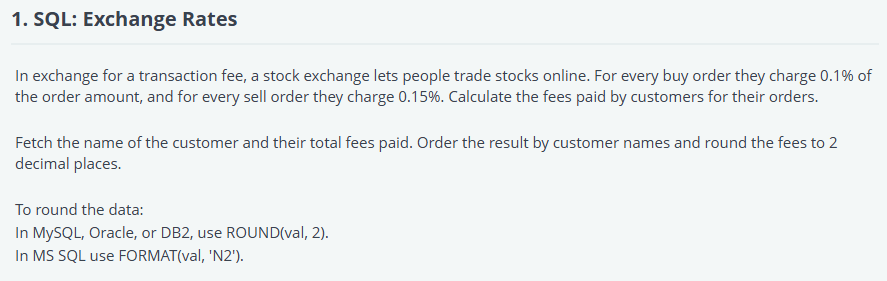 1. SQL: Exchange Rates
In exchange for a transaction fee, a stock exchange lets people trade stocks online. For every buy order they charge 0.1% of
the order amount, and for every sell order they charge 0.15%. Calculate the fees paid by customers for their orders.
Fetch the name of the customer and their total fees paid. Order the result by customer names and round the fees to 2
decimal places.
To round the data:
In MySQL, Oracle, or DB2, use ROUND(val, 2).
In MS SQL use FORMAT(val, 'N2').